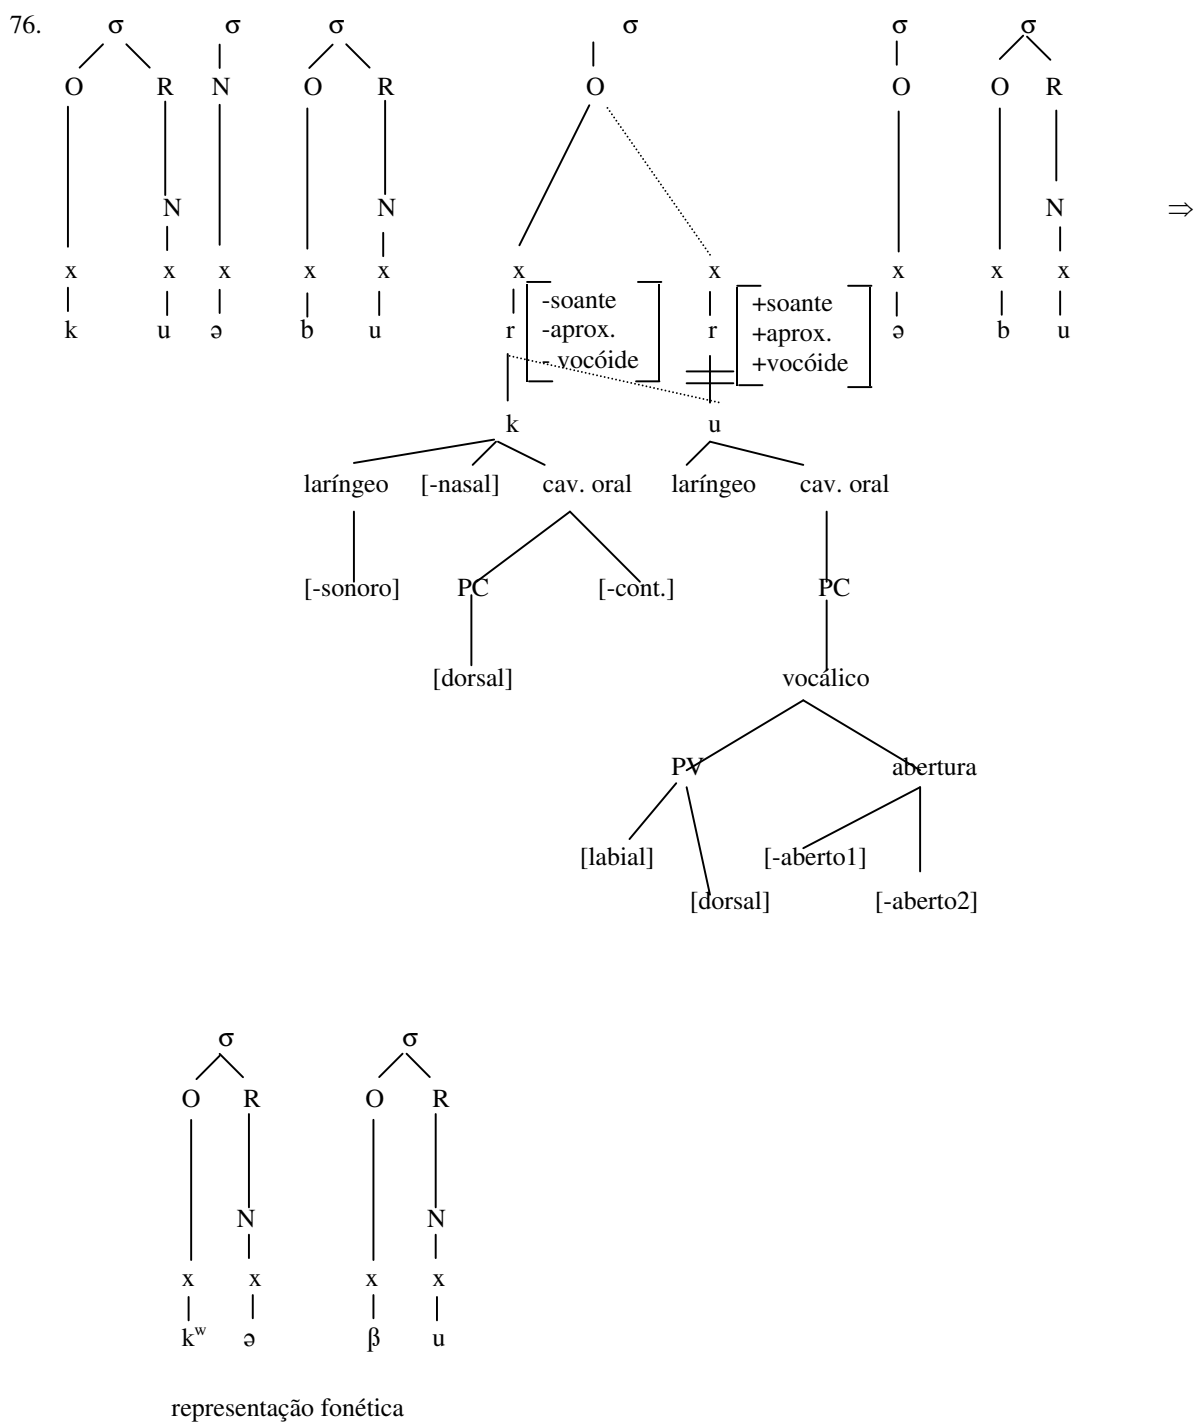 76. σ σ σ σ σ σ
O R N O R O O O R
N N N ⇒
x x x x x x x x x x
k u ə b u r [-soante -aprox. - vocóide] r [+soante +aprox. +vocóide] ə b u
k u
laríngeo [-nasal] cav. oral laríngeo cav. oral
[-sonoro] PC [-cont.] PC
[dorsal] vocálico
PV abertura
[labial] [-aberto1]
[dorsal] [-aberto2]
σ σ
O R O R
N N
x x x x
kʷ ə β u
representação fonética